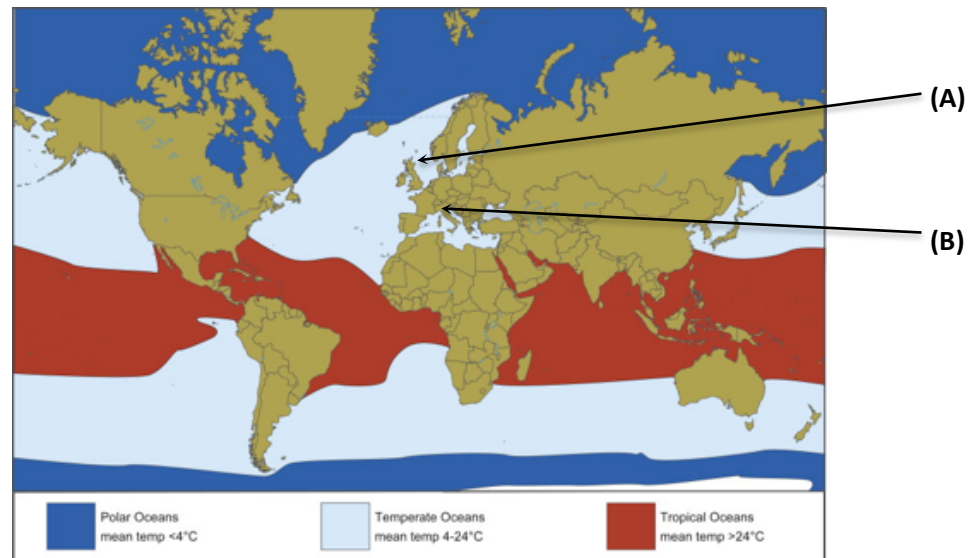 (A)
(B)
Polar Oceans
mean temp <4°C
Temperate Oceans
mean temp 4-24°C
Tropical Oceans
mean temp >24°C